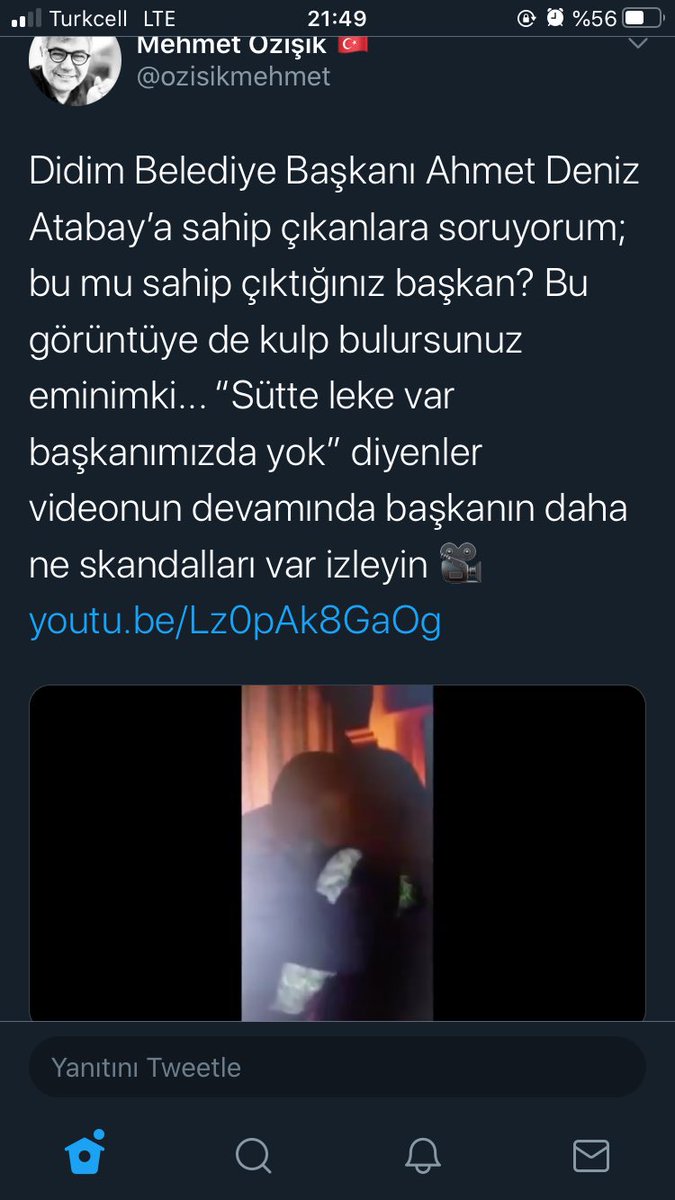 Turkcell LTE 21:49 %56
Mehmet Özışık 🇹🇷
@ozisikmehmet
Didim Belediye Başkanı Ahmet Deniz
Atabay’a sahip çıkanlara soruyorum;
bu mu sahip çıktığınız başkan? Bu
görüntüye de kulp bulursunuz
eminimki... “Sütte leke var
başkanımızda yok” diyenler
videonun devamında başkanın daha
ne skandalları var izleyin 🎥
youtu.be/Lz0pAk8GaOg
Yanıtını Tweetle